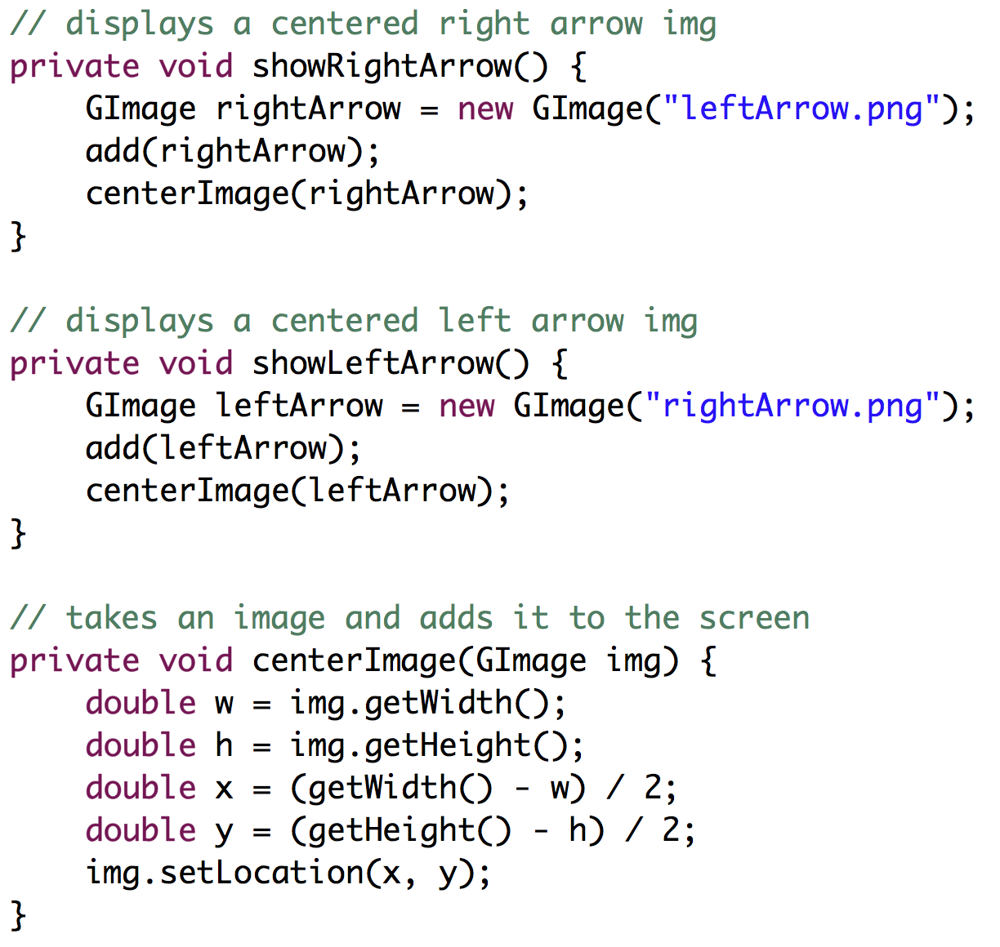 // displays a centered right arrow img
private void showRightArrow() {
    GImage rightArrow = new GImage("leftArrow.png");
    add(rightArrow);
    centerImage(rightArrow);
}

// displays a centered left arrow img
private void showLeftArrow() {
    GImage leftArrow = new GImage("rightArrow.png");
    add(leftArrow);
    centerImage(leftArrow);
}

// takes an image and adds it to the screen
private void centerImage(GImage img) {
    double w = img.getWidth();
    double h = img.getHeight();
    double x = (getWidth() - w) / 2;
    double y = (getHeight() - h) / 2;
    img.setLocation(x, y);
}